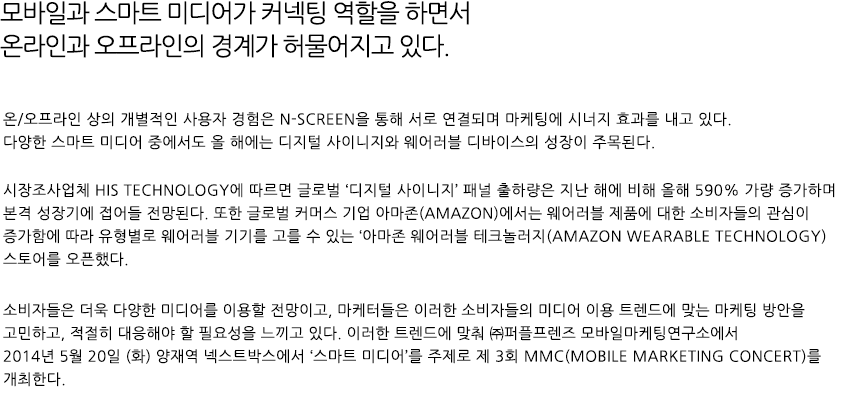 모바일과 스마트 미디어가 커넥팅 역할을 하면서
온라인과 오프라인의 경계가 허물어지고 있다.
온/오프라인 상의 개별적인 사용자 경험은 N-SCREEN을 통해 서로 연결되며 마케팅에 시너지 효과를 내고 있다.
다양한 스마트 미디어 중에서도 올 해에는 디지털 사이니지와 웨어러블 디바이스의 성장이 주목된다.
시장조사업체 HIS TECHNOLOGY에 따르면 글로벌 ‘디지털 사이니지’ 패널 출하량은 지난 해에 비해 올해 590% 가량 증가하며
본격 성장기에 접어들 전망된다. 또한 글로벌 커머스 기업 아마존(AMAZON)에서는 웨어러블 제품에 대한 소비자들의 관심이
증가함에 따라 유형별로 웨어러블 기기를 고를 수 있는 ‘아마존 웨어러블 테크놀러지(AMAZON WEARABLE TECHNOLOGY)
스토어를 오픈했다.
소비자들은 더욱 다양한 미디어를 이용할 전망이고, 마케터들은 이러한 소비자들의 미디어 이용 트렌드에 맞는 마케팅 방안을
고민하고, 적절히 대응해야 할 필요성을 느끼고 있다. 이러한 트렌드에 맞춰 ㈜퍼플프렌즈 모바일마케팅연구소에서
2014년 5월 20일 (화) 양재역 넥스트박스에서 ‘스마트 미디어’를 주제로 제 3회 MMC(MOBILE MARKETING CONCERT)를
개최한다.